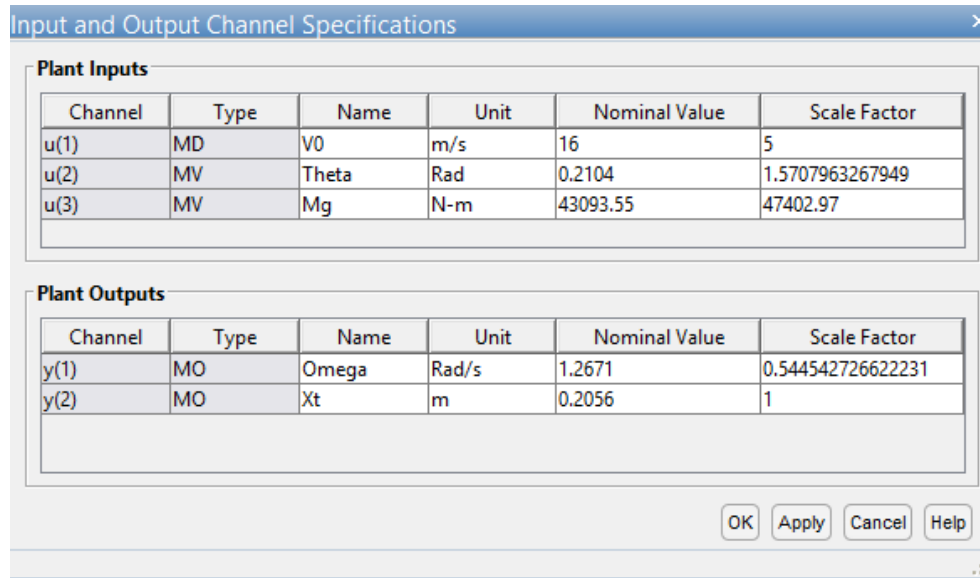 Input and Output Channel Specifications
Plant Inputs
Channel Type Name Unit Nominal Value Scale Factor
u(1) MD V0 m/s 16 5
u(2) MV Theta Rad 0.2104 1.5707963267949
u(3) MV Mg N-m 43093.55 47402.97
Plant Outputs
Channel Type Name Unit Nominal Value Scale Factor
y(1) MO Omega Rad/s 1.2671 0.544542726622231
y(2) MO Xt m 0.2056 1
OK Apply Cancel Help